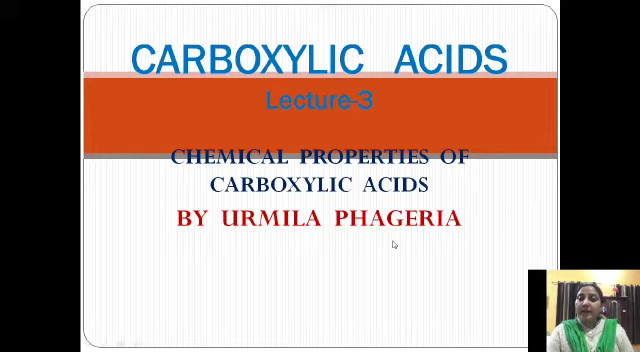 CARBOXYLIC ACIDS
Lecture-3
CHEMICAL PROPERTIES OF
CARBOXYLIC ACIDS
BY URMILA PHAGERIA